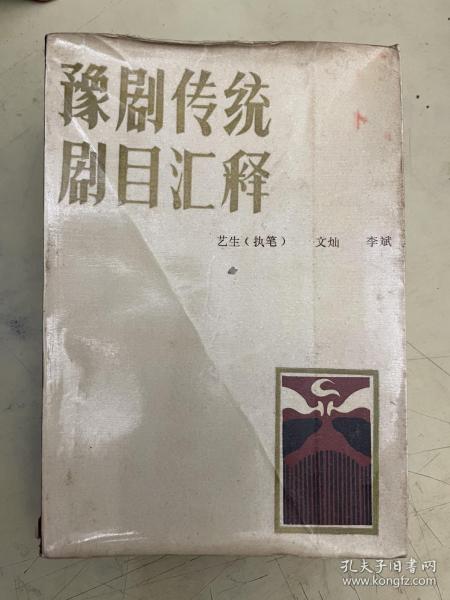 豫剧传统
剧目汇释
艺生（执笔） 文灿 李斌
孔夫子旧书网
www.kongfz.com